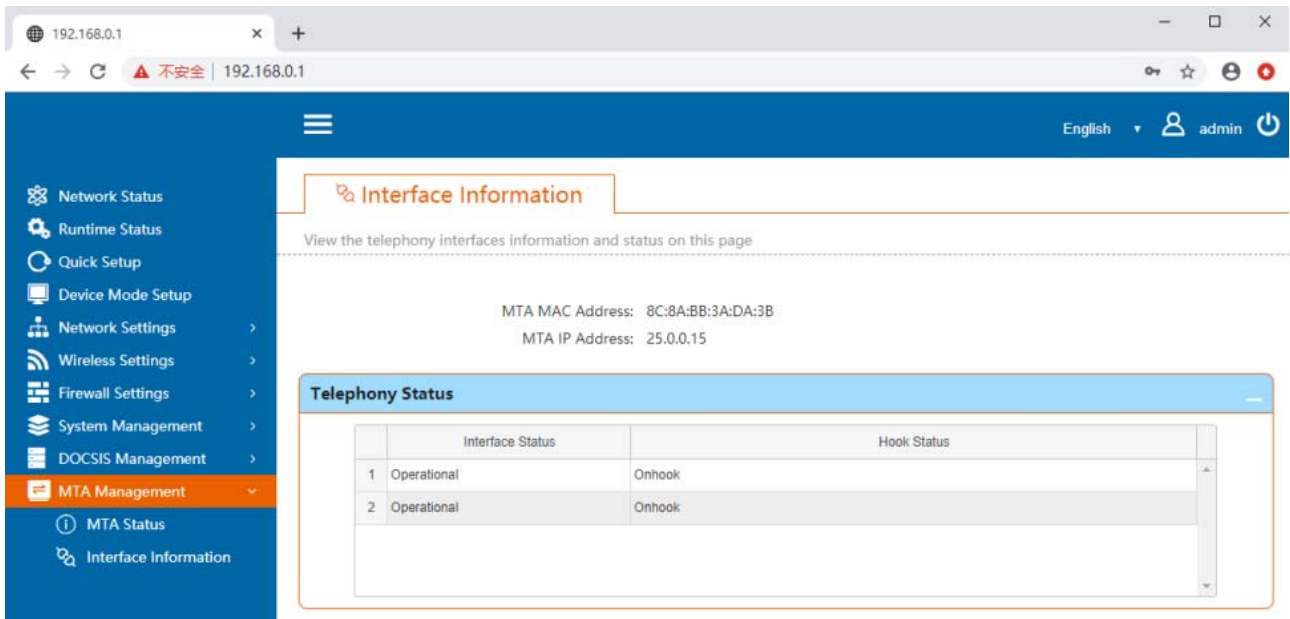 192.168.0.1
不安全 | 192.168.0.1
English admin
Network Status
Runtime Status
Quick Setup
Device Mode Setup
Network Settings
Wireless Settings
Firewall Settings
System Management
DOCSIS Management
MTA Management
MTA Status
Interface Information
Interface Information
View the telephony interfaces information and status on this page
MTA MAC Address: 8C:8A:BB:3A:DA:3B
MTA IP Address: 25.0.0.15
Telephony Status
Interface Status Hook Status
1 Operational Onhook
2 Operational Onhook